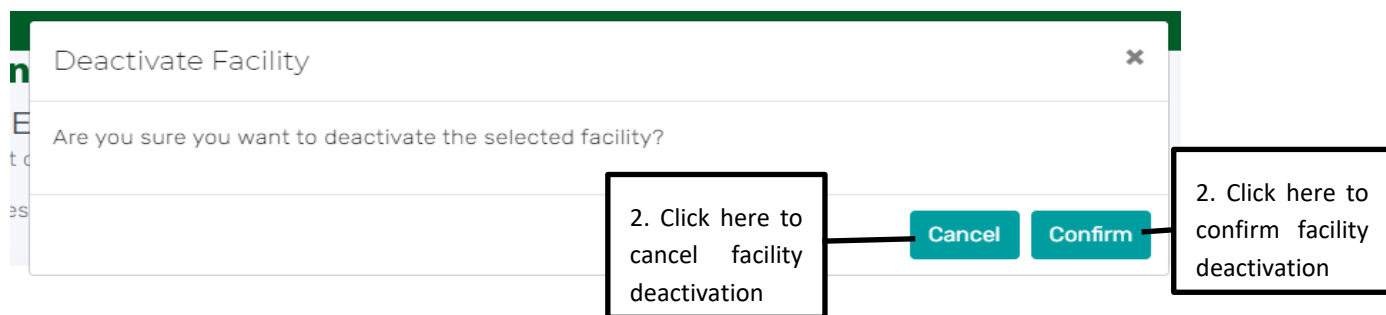 Deactivate Facility
Are you sure you want to deactivate the selected facility?
2. Click here to
cancel facility
deactivation
Cancel
Confirm
2. Click here to
confirm facility
deactivation